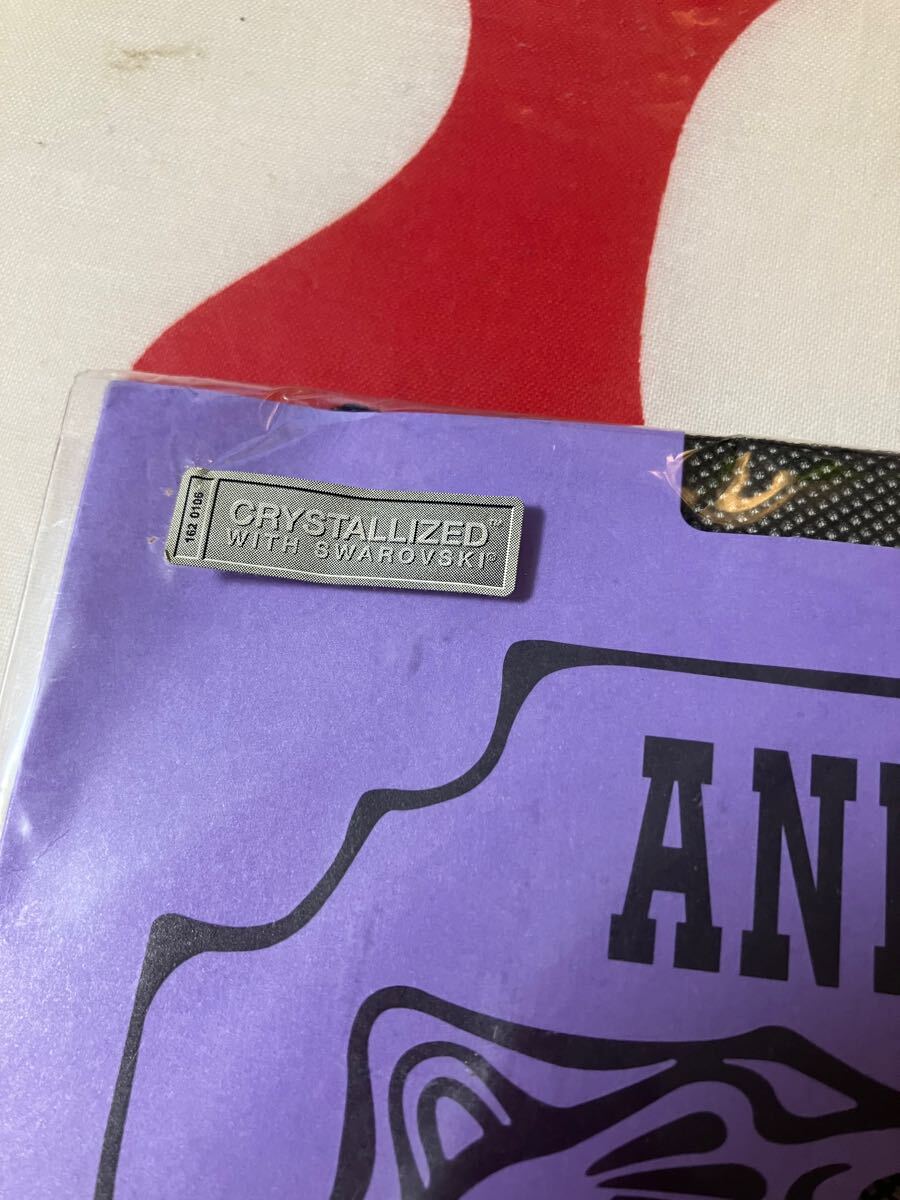 162 0106
CRYSTALLIZED™
WITH SWAROVSKI®
AN